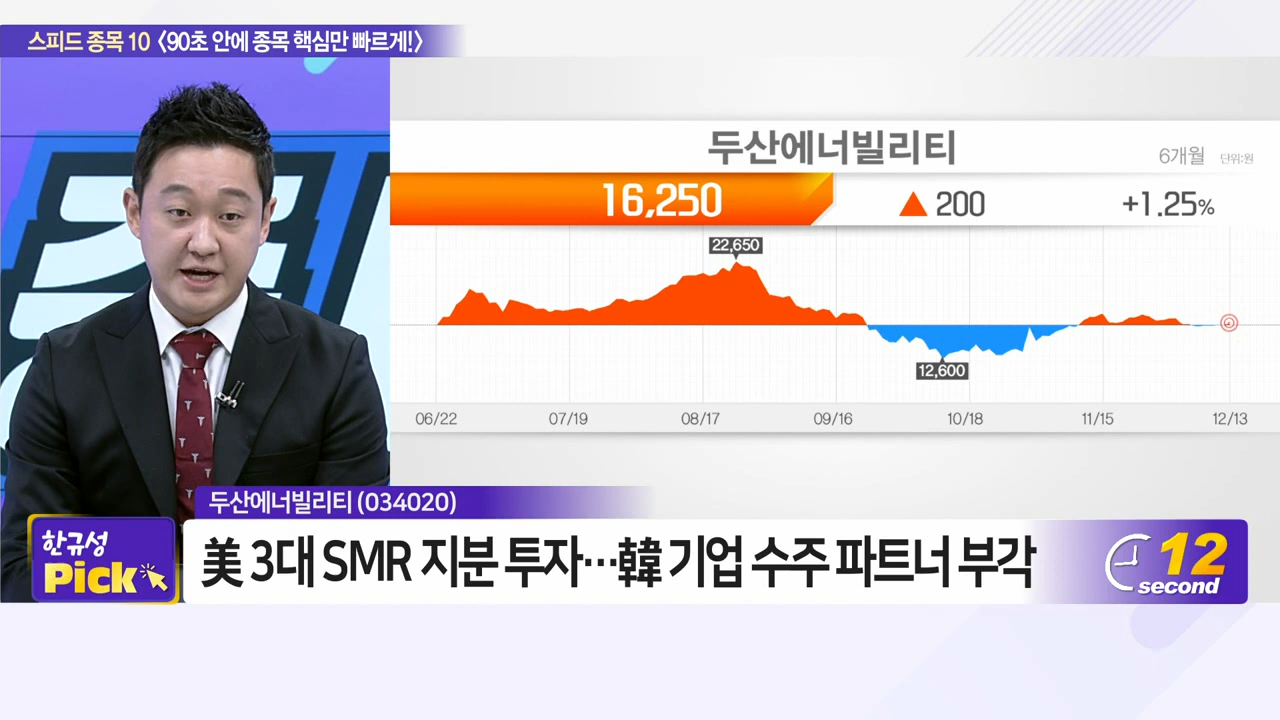 스피드 종목 10 〈90초 안에 종목 핵심만 빠르게!〉
두산에너빌리티
6개월 단위:원
16,250 ▲ 200 +1.25%
22,650
12,600
06/22 07/19 08/17 09/16 10/18 11/15 12/13
두산에너빌리티 (034020)
한규성
Pick
美 3대 SMR 지분 투자…韓 기업 수주 파트너 부각
12
second